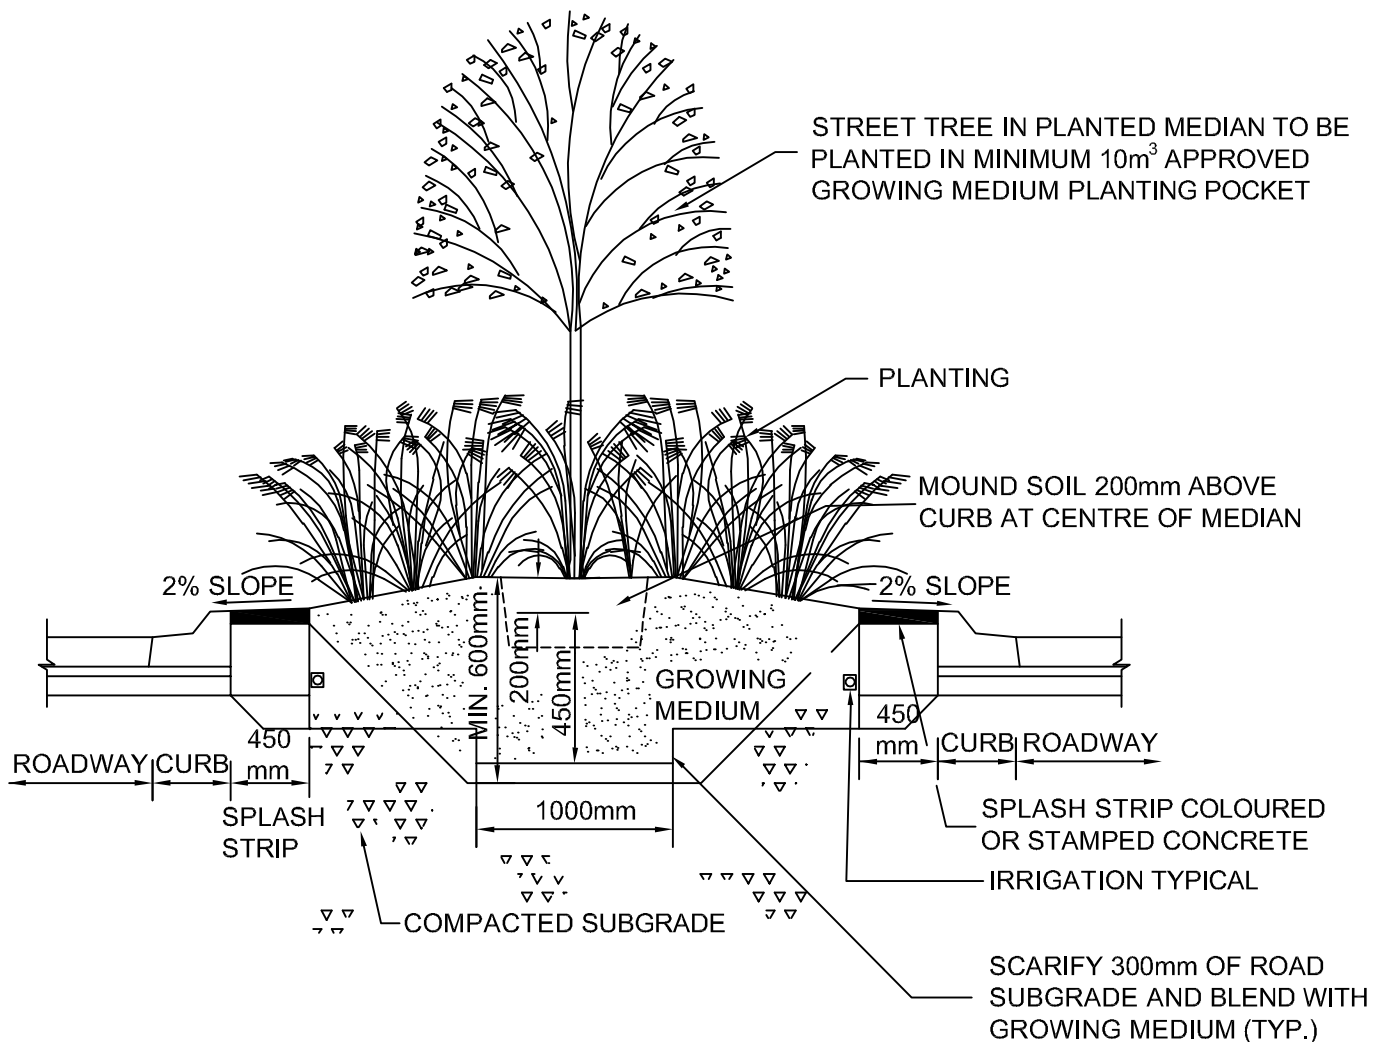 STREET TREE IN PLANTED MEDIAN TO BE
PLANTED IN MINIMUM 10m³ APPROVED
GROWING MEDIUM PLANTING POCKET
PLANTING
MOUND SOIL 200mm ABOVE
CURB AT CENTRE OF MEDIAN
2% SLOPE
2% SLOPE
MIN. 600mm
200mm
450mm
GROWING
MEDIUM
450
mm
450
mm
ROADWAY
CURB
CURB
ROADWAY
SPLASH
STRIP
1000mm
SPLASH STRIP COLOURED
OR STAMPED CONCRETE
IRRIGATION TYPICAL
COMPACTED SUBGRADE
SCARIFY 300mm OF ROAD
SUBGRADE AND BLEND WITH
GROWING MEDIUM (TYP.)